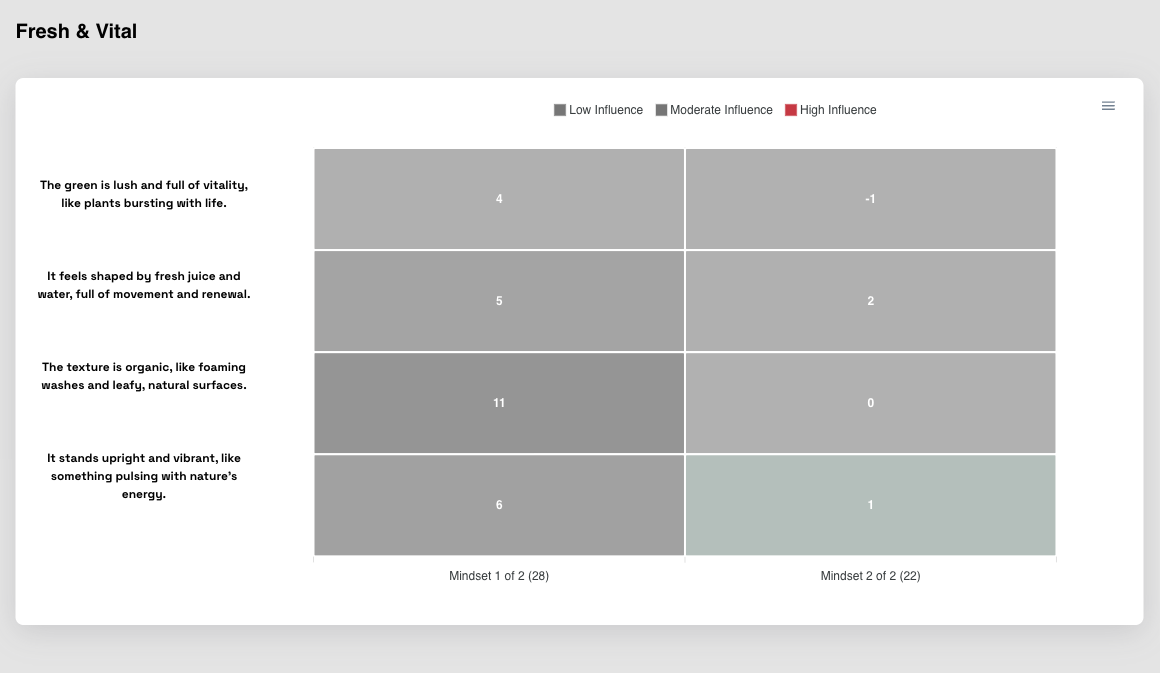 Fresh & Vital
Low Influence Moderate Influence High Influence
The green is lush and full of vitality,
like plants bursting with life.
4 -1
It feels shaped by fresh juice and
water, full of movement and renewal.
5 2
The texture is organic, like foaming
washes and leafy, natural surfaces.
11 0
It stands upright and vibrant, like
something pulsing with nature's
energy.
6 1
Mindset 1 of 2 (28) Mindset 2 of 2 (22)